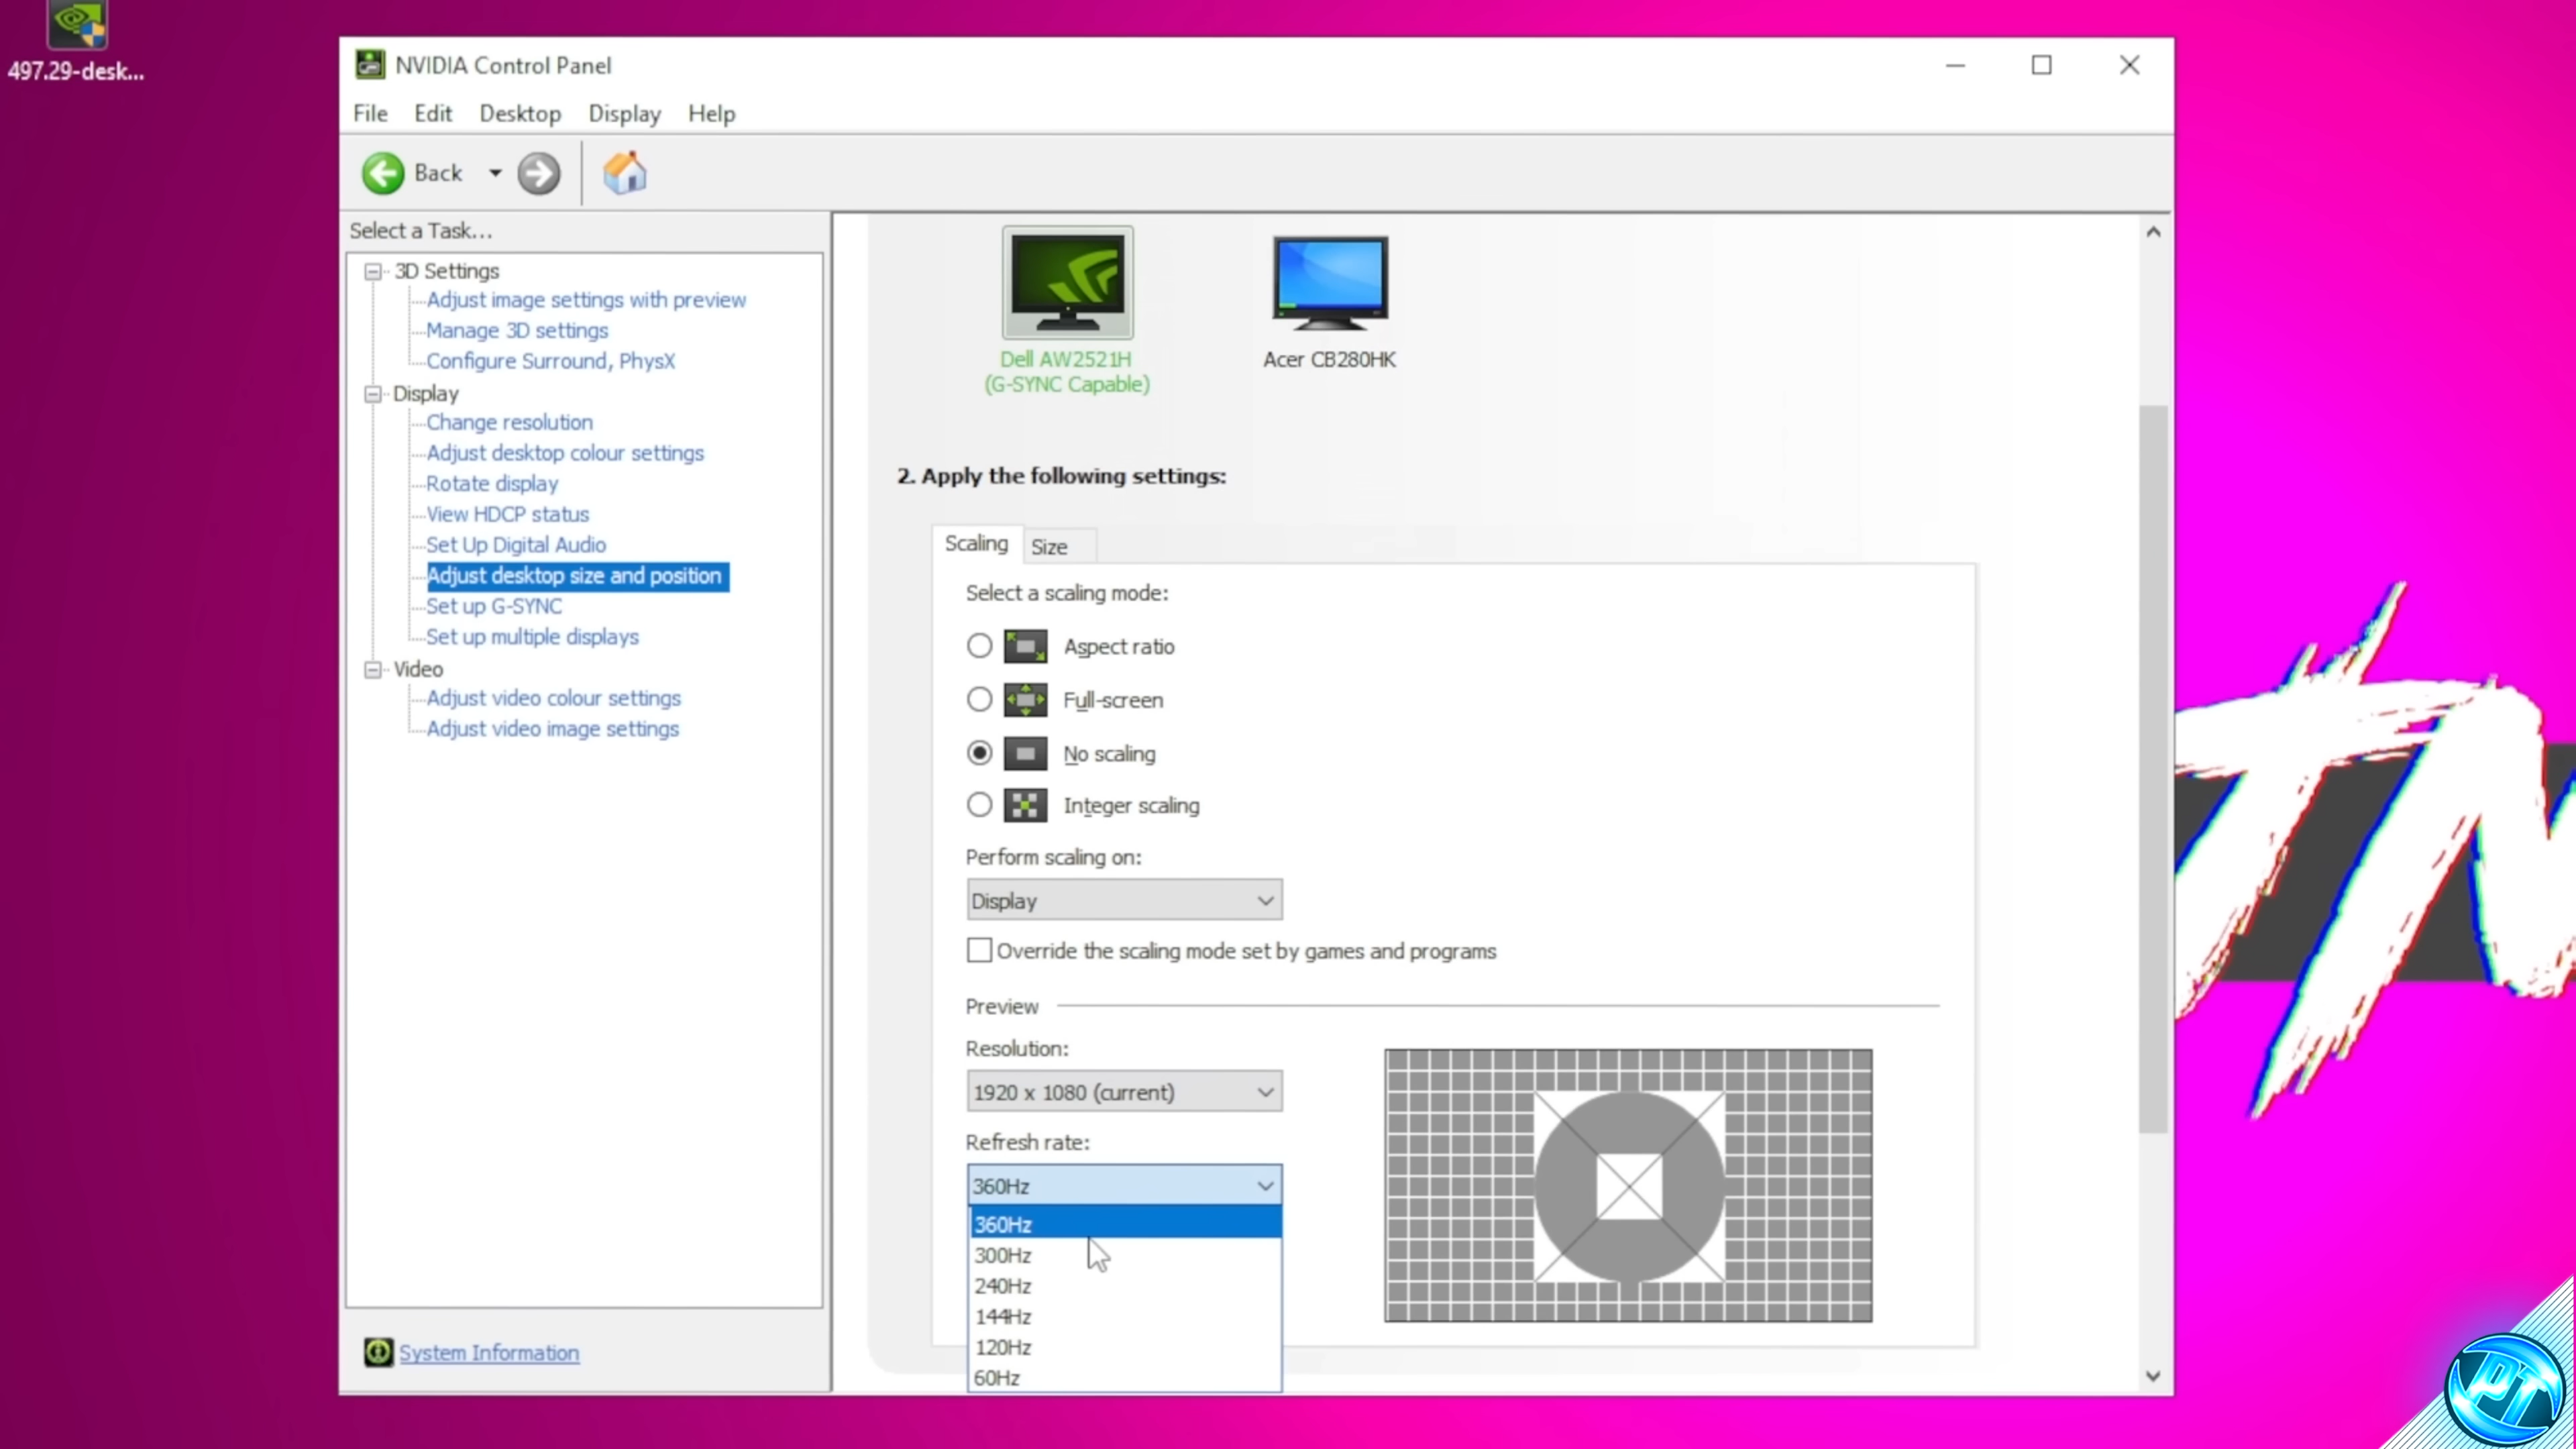 497.29-desk...
NVIDIA Control Panel
File Edit Desktop Display Help
Back
Select a Task...
3D Settings
Adjust image settings with preview
Manage 3D settings
Configure Surround, PhysX
Display
Change resolution
Adjust desktop colour settings
Rotate display
View HDCP status
Set Up Digital Audio
Adjust desktop size and position
Set up G-SYNC
Set up multiple displays
Video
Adjust video colour settings
Adjust video image settings
System Information
Dell AW2521H
(G-SYNC Capable)
Acer CB280HK
2. Apply the following settings:
Scaling Size
Select a scaling mode:
Aspect ratio
Full-screen
No scaling
Integer scaling
Perform scaling on:
Display
Override the scaling mode set by games and programs
Preview
Resolution:
1920 x 1080 (current)
Refresh rate:
360Hz
360Hz
300Hz
240Hz
144Hz
120Hz
60Hz
PT